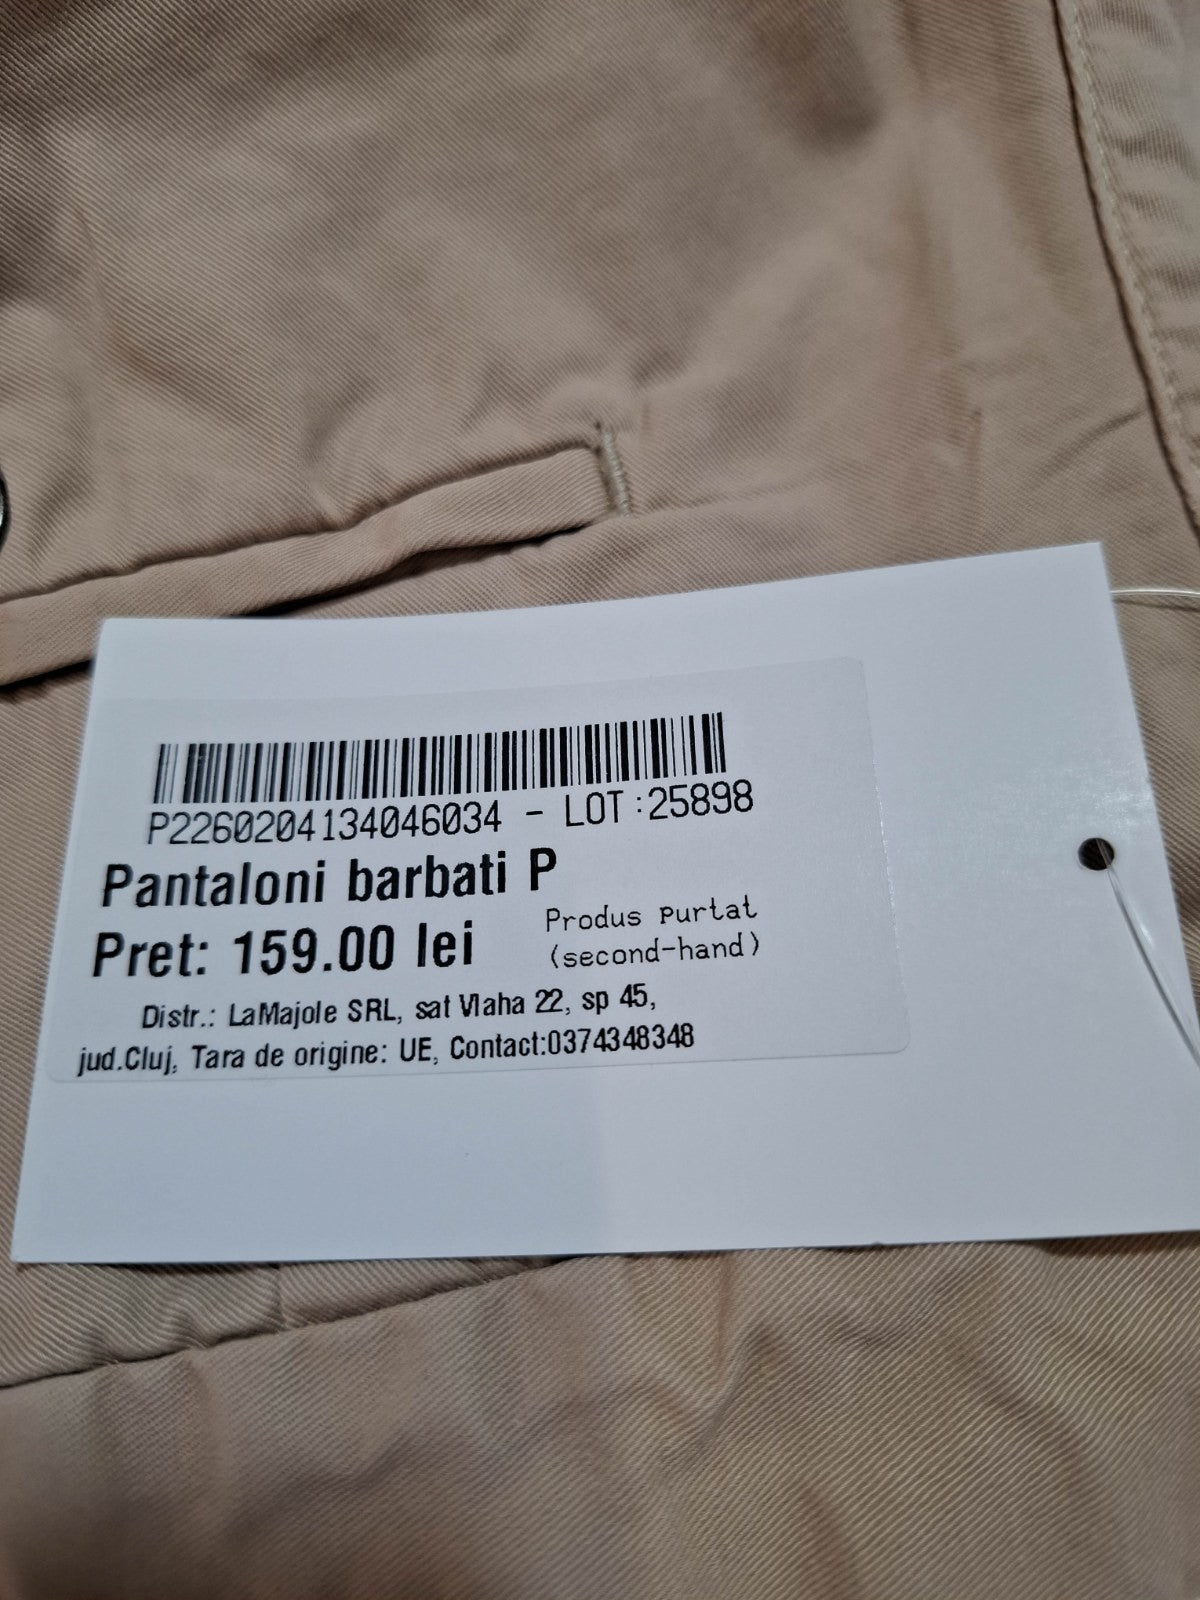 P2260204134046034 - LOT:25898
Pantaloni barbati P
Pret: 159.00 lei
Produs purtat
(second-hand)
Distr.: LaMajole SRL, sat Vlaha 22, sp 45,
jud.Cluj, Tara de origine: UE, Contact:0374348348